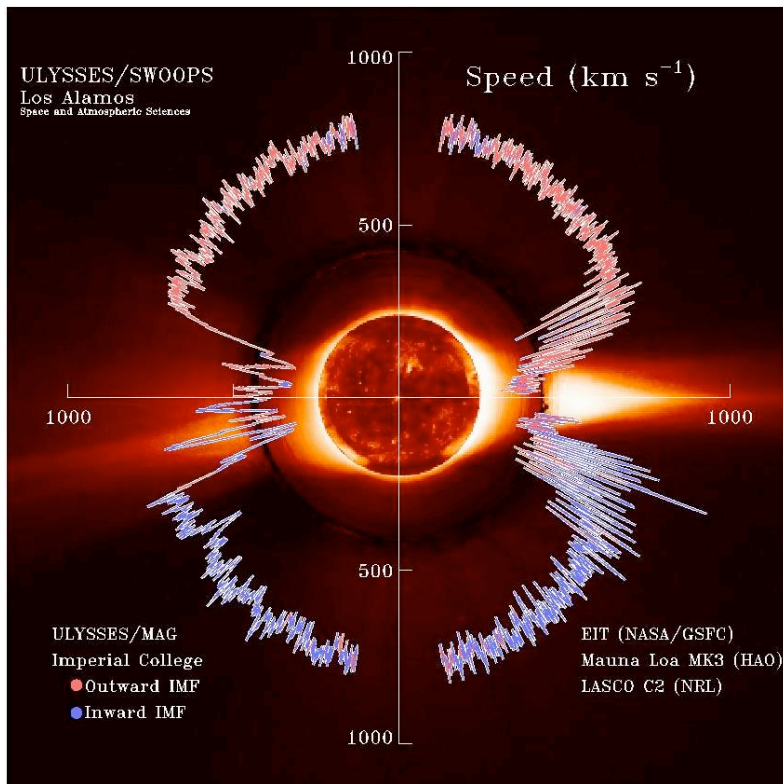 ULYSSES/SWOOPS
Los Alamos
Space and Atmospheric Sciences
Speed (km s⁻¹)
1000
500
1000
1000
500
1000
ULYSSES/MAG
Imperial College
Outward IMF
Inward IMF
EIT (NASA/GSFC)
Mauna Loa MK3 (HAO)
LASCO C2 (NRL)